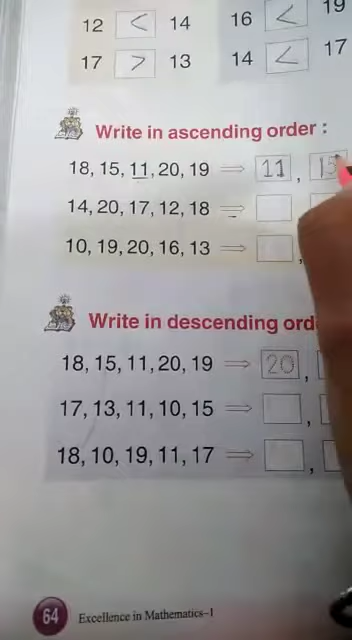 19
12 < 14 16 < 
17 > 13 14 < 17
Write in ascending order :
18, 15, 11, 20, 19 ⇒ 11, 15
14, 20, 17, 12, 18 ⇒
10, 19, 20, 16, 13 ⇒ ,
Write in descending ord
18, 15, 11, 20, 19 ⇒ 20,
17, 13, 11, 10, 15 ⇒ ,
18, 10, 19, 11, 17 ⇒ ,
64 Excellence in Mathematics–1